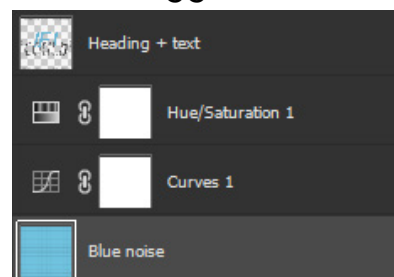 Heading + text
Hue/Saturation 1
Curves 1
Blue noise